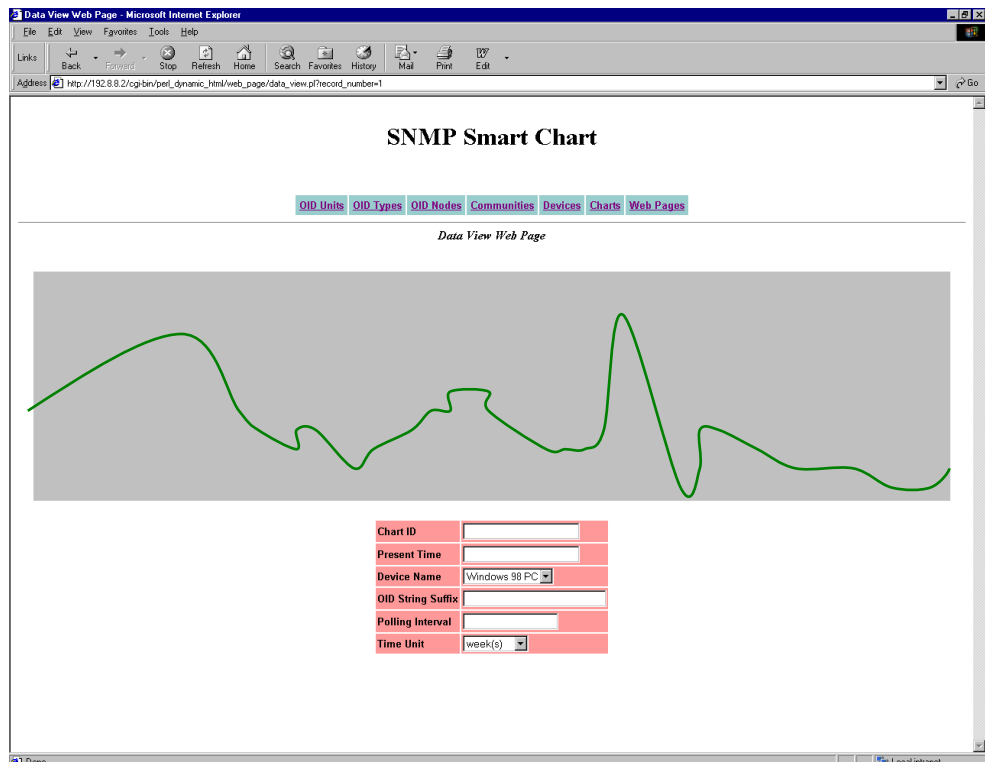 Data View Web Page - Microsoft Internet Explorer
File Edit View Favorites Tools Help
Links Back Forward Stop Refresh Home Search Favorites History Mail Print Edit
Address http://192.8.8.2/cgi-bin/perl_dynamic_html/web_page/data_view.pl?record_number=1 Go
SNMP Smart Chart
OID Units OID Types OID Nodes Communities Devices Charts Web Pages
Data View Web Page
Chart ID
Present Time
Device Name Windows 98 PC
OID String Suffix
Polling Interval
Time Unit week(s)
Done Local intranet